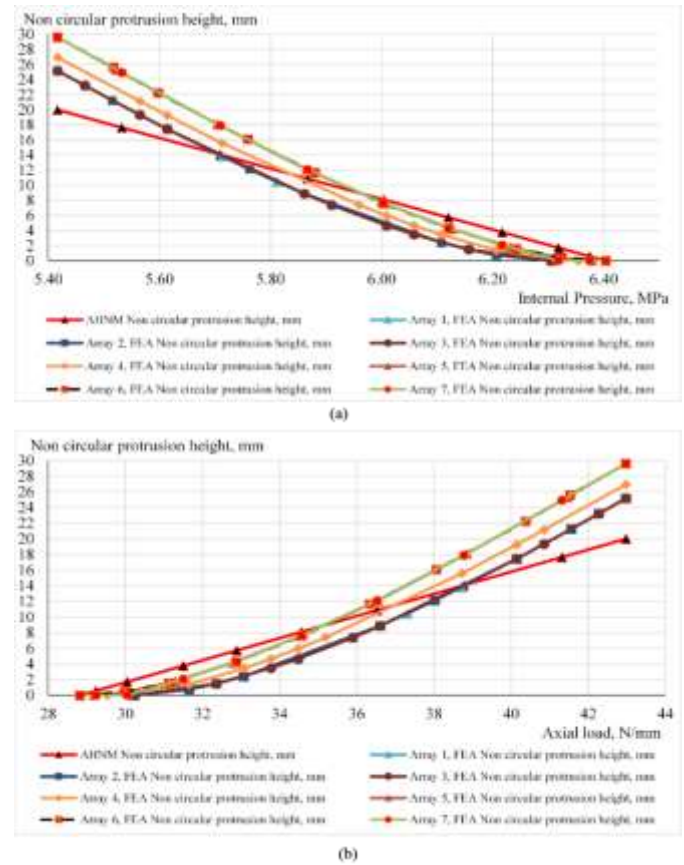 Non circular protrusion height, mm
30
28
26
24
22
20
18
16
14
12
10
8
6
4
2
0
5.40 5.60 5.80 6.00 6.20 6.40
Internal Pressure, MPa
AHNM Non circular protrusion height, mm Array 1, FEA Non circular protrusion height, mm
Array 2, FEA Non circular protrusion height, mm Array 3, FEA Non circular protrusion height, mm
Array 4, FEA Non circular protrusion height, mm Array 5, FEA Non circular protrusion height, mm
Array 6, FEA Non circular protrusion height, mm Array 7, FEA Non circular protrusion height, mm
(a)
Non circular protrusion height, mm
30
28
26
24
22
20
18
16
14
12
10
8
6
4
2
0
28 30 32 34 36 38 40 42 44
Axial load, N/mm
AHNM Non circular protrusion height, mm Array 1, FEA Non circular protrusion height, mm
Array 2, FEA Non circular protrusion height, mm Array 3, FEA Non circular protrusion height, mm
Array 4, FEA Non circular protrusion height, mm Array 5, FEA Non circular protrusion height, mm
Array 6, FEA Non circular protrusion height, mm Array 7, FEA Non circular protrusion height, mm
(b)